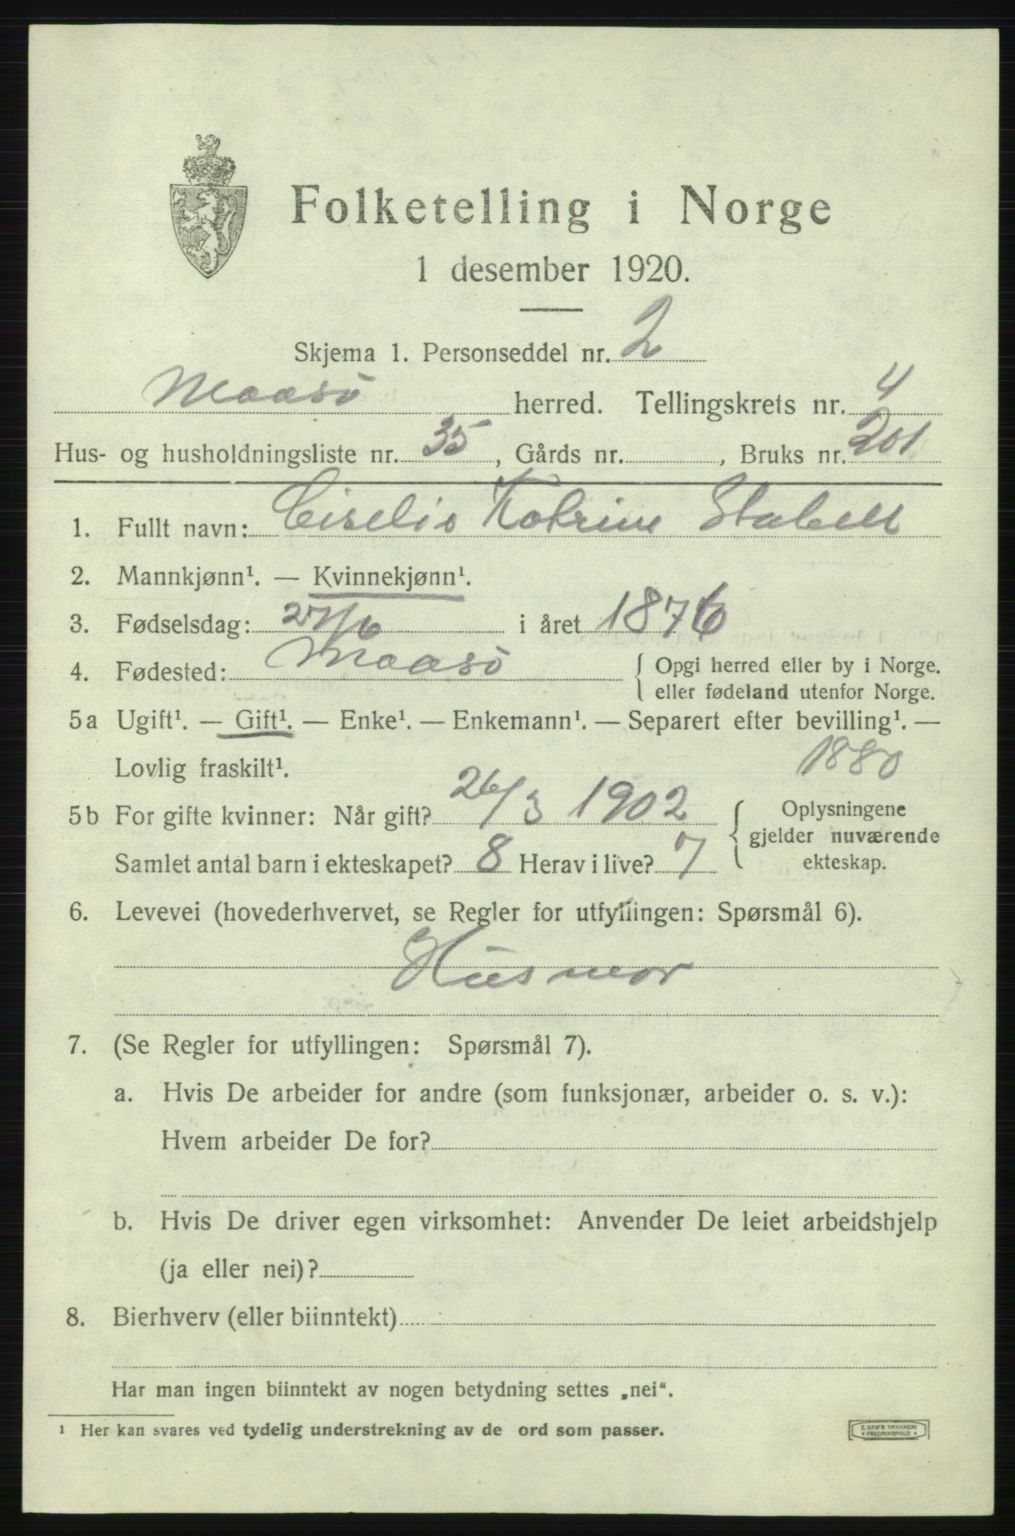 Folketelling i Norge
1 desember 1920.
Skjema 1. Personseddel nr. 2
Maasö herred. Tellingskrets nr. 4
Hus- og husholdningsliste nr. 35, Gårds nr. , Bruks nr. 201
1. Fullt navn: Katrine Stabell
2. Mannkjønn¹. — Kvinnekjønn¹.
3. Fødselsdag: 27/6 i året 1876
4. Fødested: Maasö { Opgi herred eller by i Norge.
eller fødeland utenfor Norge.
5a Ugift¹. — Gift¹. — Enke¹. — Enkemann¹. — Separert efter bevilling¹. —
Lovlig fraskilt¹. 1880
5b For gifte kvinner: Når gift? 26/3 1902 { Oplysningene
gjelder nuværende
Samlet antal barn i ekteskapet? 8 Herav i live? 7 ekteskap.
6. Levevei (hovederhvervet, se Regler for utfyllingen: Spørsmål 6).
Husmor
7. (Se Regler for utfyllingen: Spørsmål 7).
a. Hvis De arbeider for andre (som funksjonær, arbeider o. s. v.):
Hvem arbeider De for?
b. Hvis De driver egen virksomhet: Anvender De leiet arbeidshjelp
(ja eller nei)?
8. Bierhverv (eller biinntekt)
Har man ingen biinntekt av nogen betydning settes „nei“.
¹ Her kan svares ved tydelig understrekning av de ord som passer.